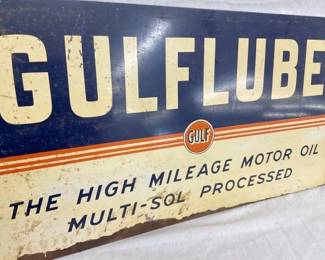 GULFLUBE
GULF
THE HIGH MILEAGE MOTOR OIL
MULTI-SOL PROCESSED